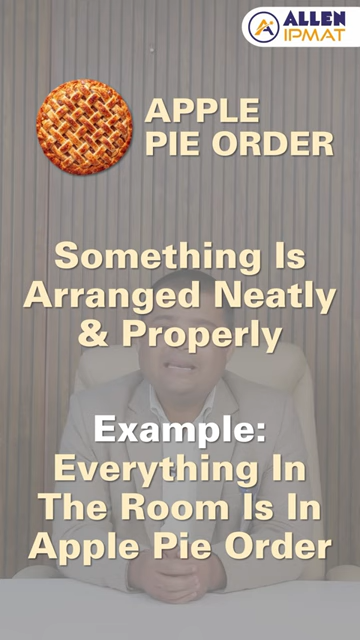 ALLEN
IPMAT
APPLE
PIE ORDER
Something Is
Arranged Neatly
& Properly
Example:
Everything In
The Room Is In
Apple Pie Order